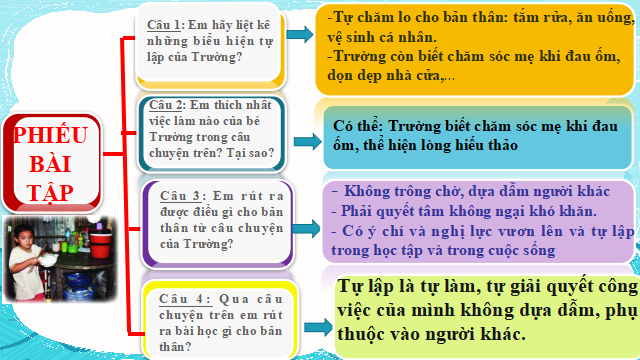 PHIẾU
BÀI
TẬP
Câu 1: Em hãy liệt kê
những biểu hiện tự
lập của Trường?
-Tự chăm lo cho bản thân: tắm rửa, ăn uống,
vệ sinh cá nhân.
-Trường còn biết chăm sóc mẹ khi đau ốm,
dọn dẹp nhà cửa,...
Câu 2: Em thích nhất
việc làm nào của bé
Trường trong câu
chuyện trên? Tại sao?
Có thể: Trường biết chăm sóc mẹ khi đau
ốm, thể hiện lòng hiếu thảo
Câu 3: Em rút ra
được điều gì cho bản
thân từ câu chuyện
của Trường?
- Không trông chờ, dựa dẫm người khác
- Phải quyết tâm không ngại khó khăn.
- Có ý chí và nghị lực vươn lên và tự lập
trong học tập và trong cuộc sống
Câu 4: Qua câu
chuyện trên em rút
ra bài học gì cho bản
thân?
Tự lập là tự làm, tự giải quyết công
việc của mình không dựa dẫm, phụ
thuộc vào người khác.